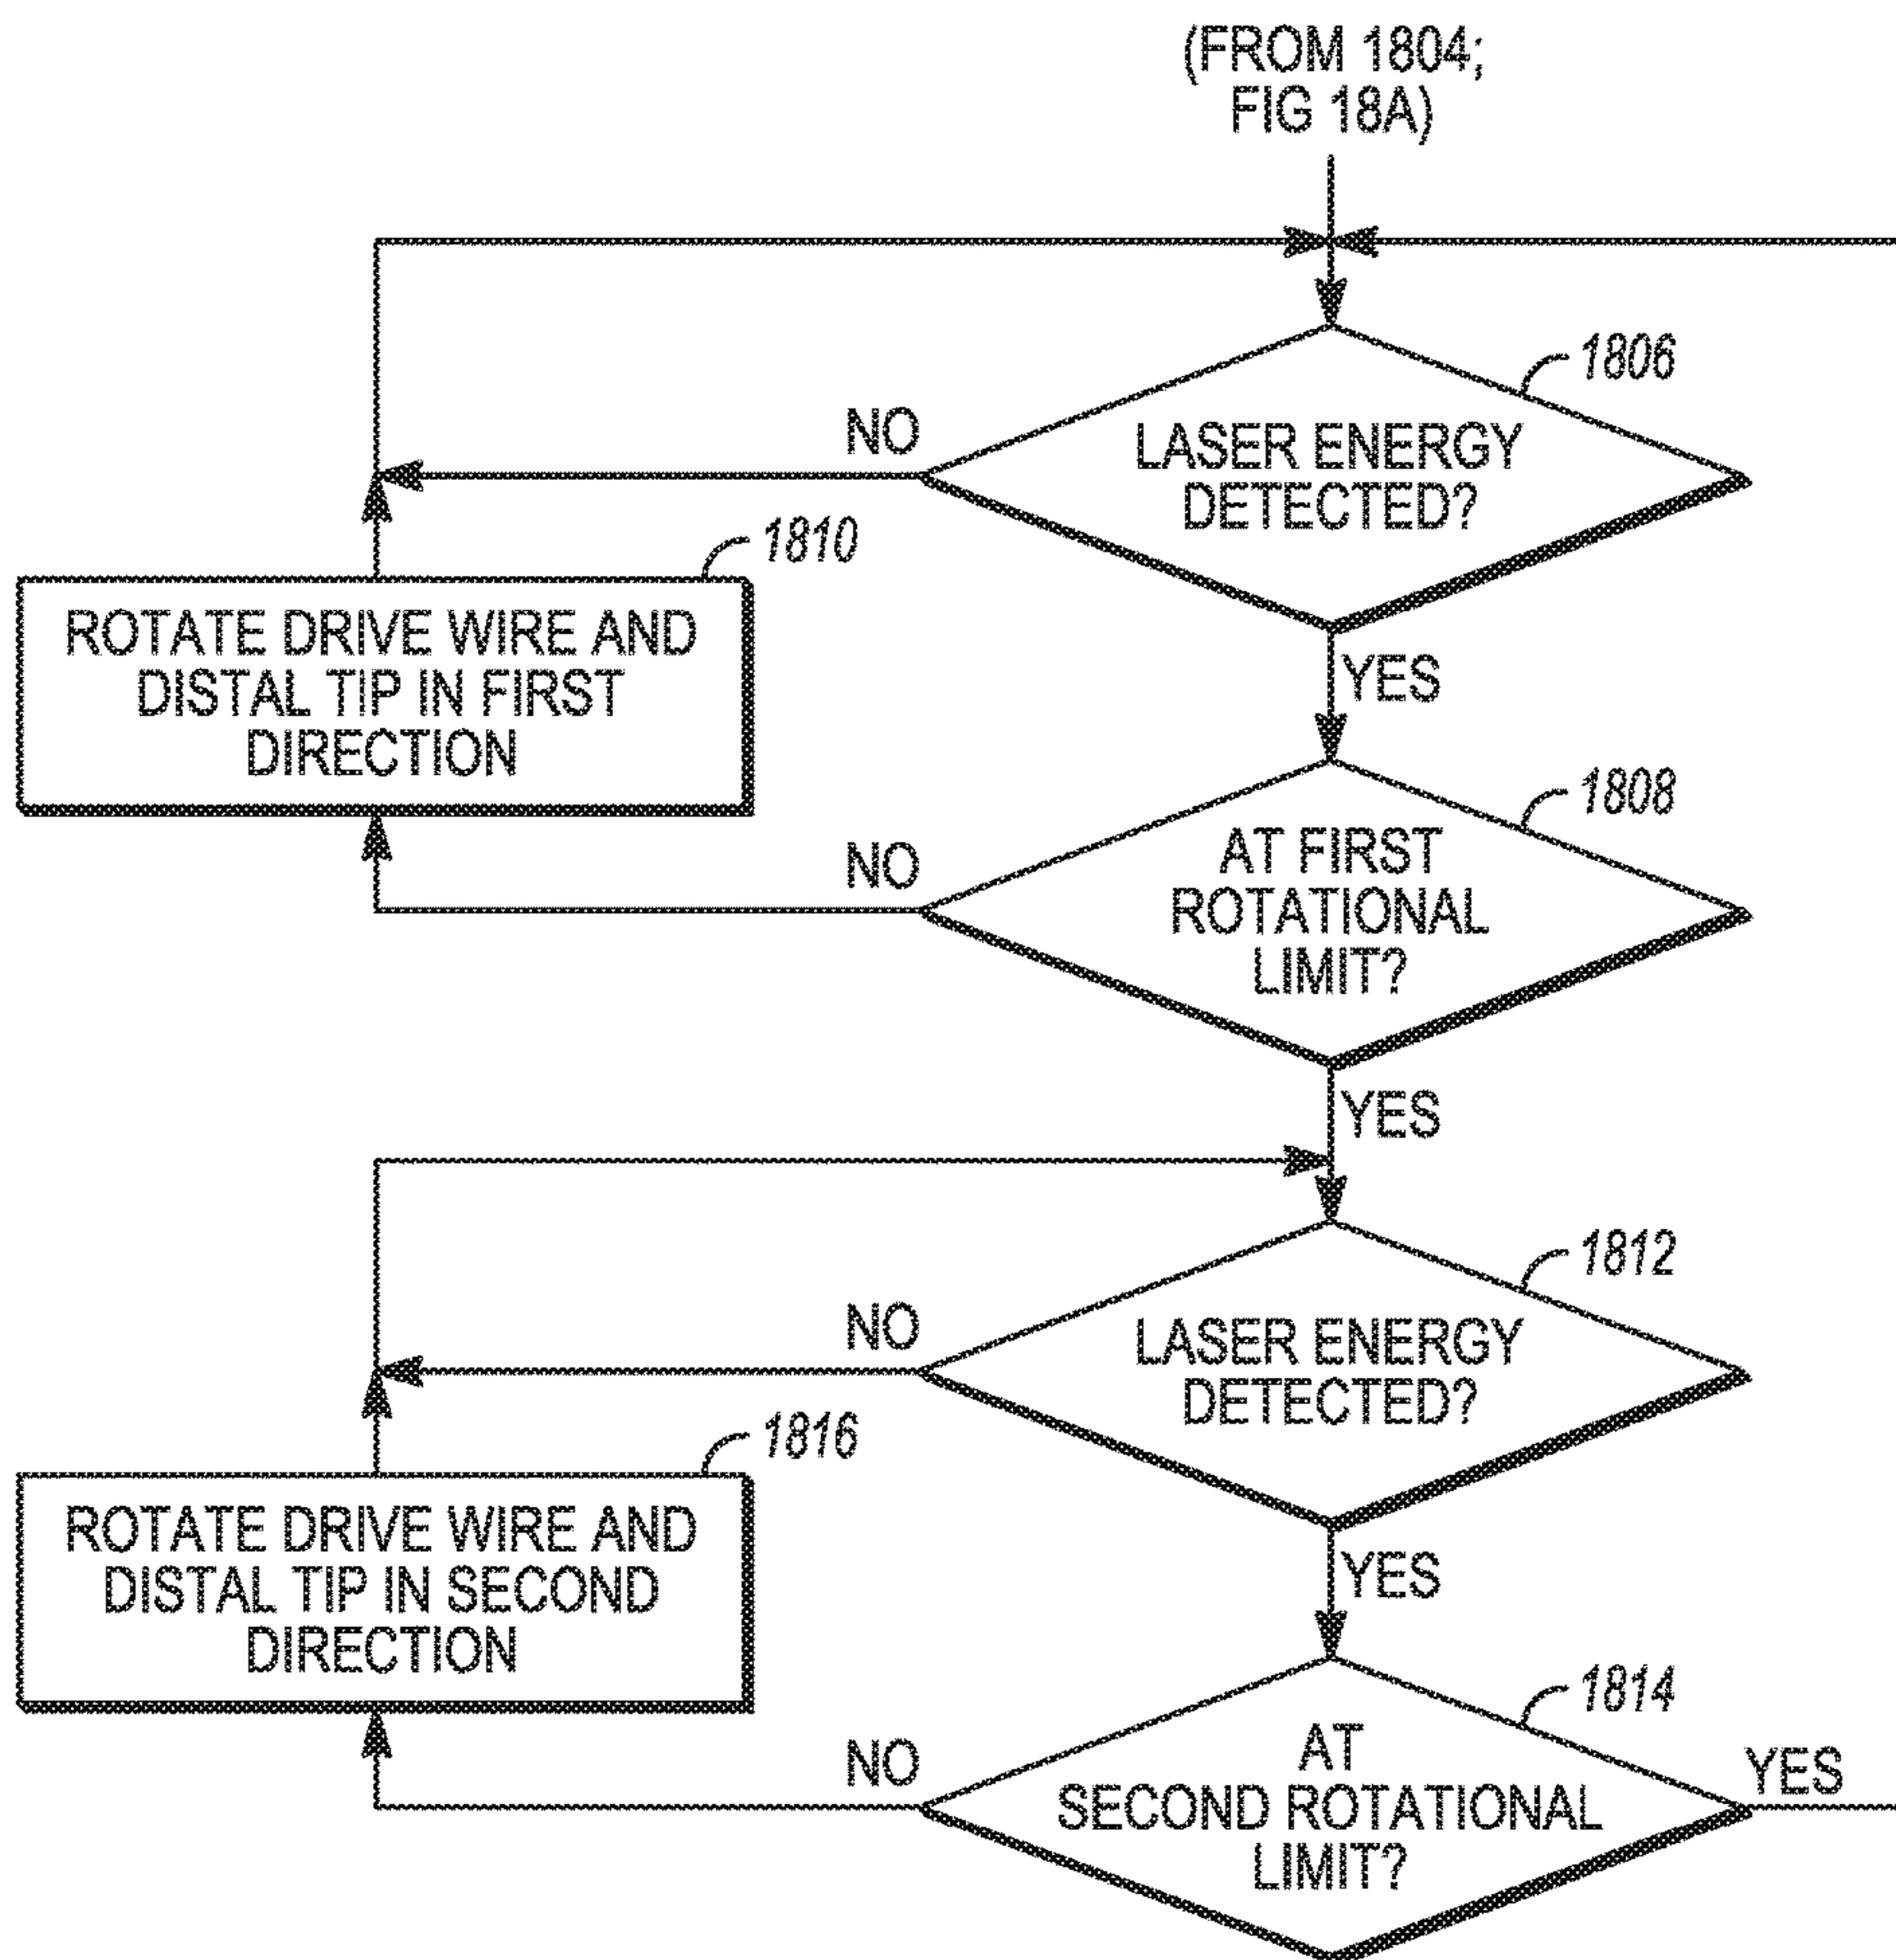 (FROM 1804;
FIG 18A)
1806
NO
LASER ENERGY
DETECTED?
1810
YES
ROTATE DRIVE WIRE AND
DISTAL TIP IN FIRST
DIRECTION
1808
NO
AT FIRST
ROTATIONAL
LIMIT?
YES
1812
NO
LASER ENERGY
DETECTED?
1816
YES
ROTATE DRIVE WIRE AND
DISTAL TIP IN SECOND
DIRECTION
1814
NO
AT
SECOND ROTATIONAL
LIMIT?
YES